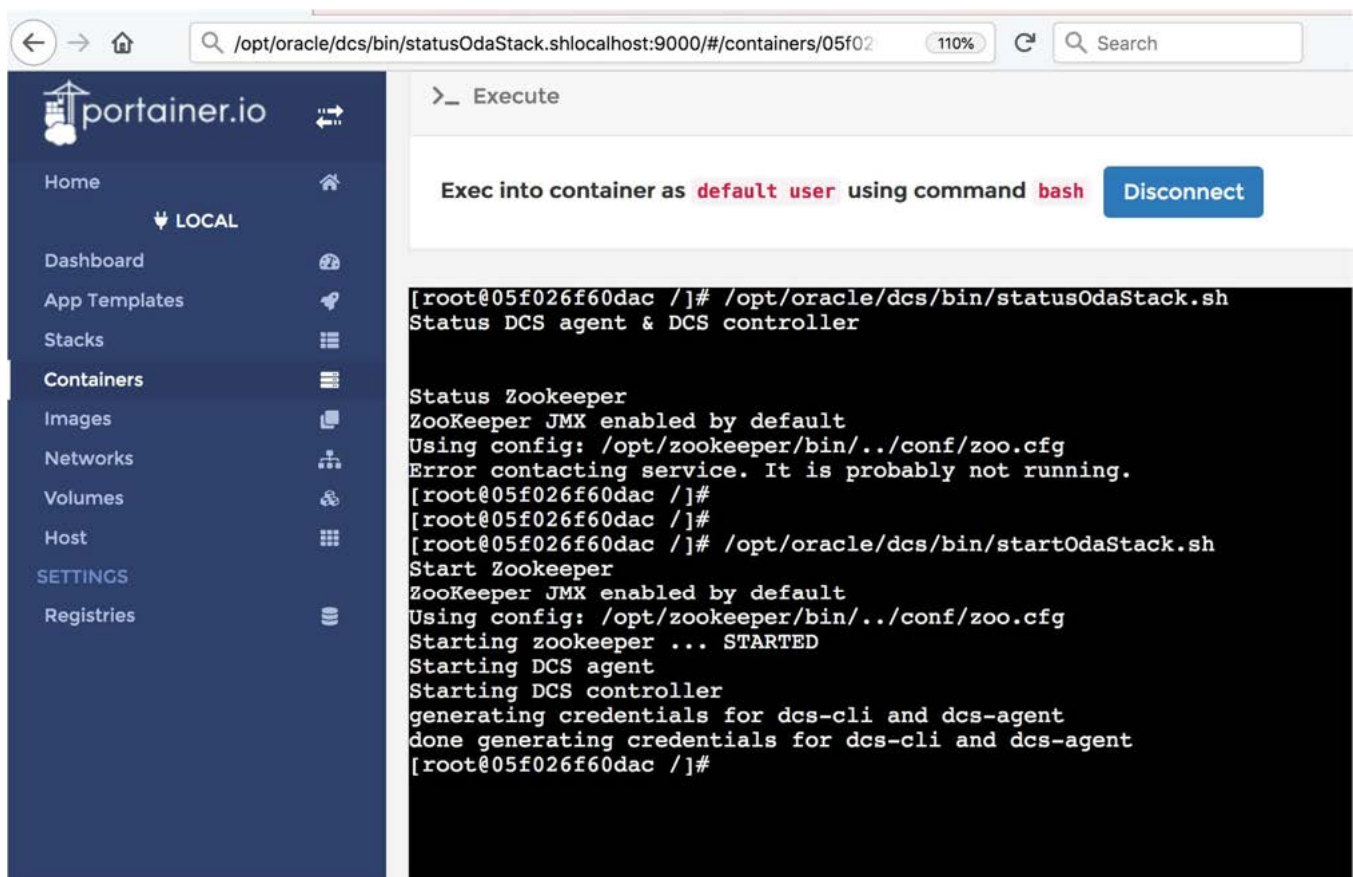 /opt/oracle/dcs/bin/statusOdaStack.shlocalhost:9000/#/containers/05f02
110%
Search
portainer.io
Home
LOCAL
Dashboard
App Templates
Stacks
Containers
Images
Networks
Volumes
Host
SETTINGS
Registries
>_ Execute
Exec into container as default user using command bash Disconnect
[root@05f026f60dac /]# /opt/oracle/dcs/bin/statusOdaStack.sh
Status DCS agent & DCS controller
Status Zookeeper
ZooKeeper JMX enabled by default
Using config: /opt/zookeeper/bin/../conf/zoo.cfg
Error contacting service. It is probably not running.
[root@05f026f60dac /]#
[root@05f026f60dac /]#
[root@05f026f60dac /]# /opt/oracle/dcs/bin/startOdaStack.sh
Start Zookeeper
ZooKeeper JMX enabled by default
Using config: /opt/zookeeper/bin/../conf/zoo.cfg
Starting zookeeper ... STARTED
Starting DCS agent
Starting DCS controller
generating credentials for dcs-cli and dcs-agent
done generating credentials for dcs-cli and dcs-agent
[root@05f026f60dac /]#